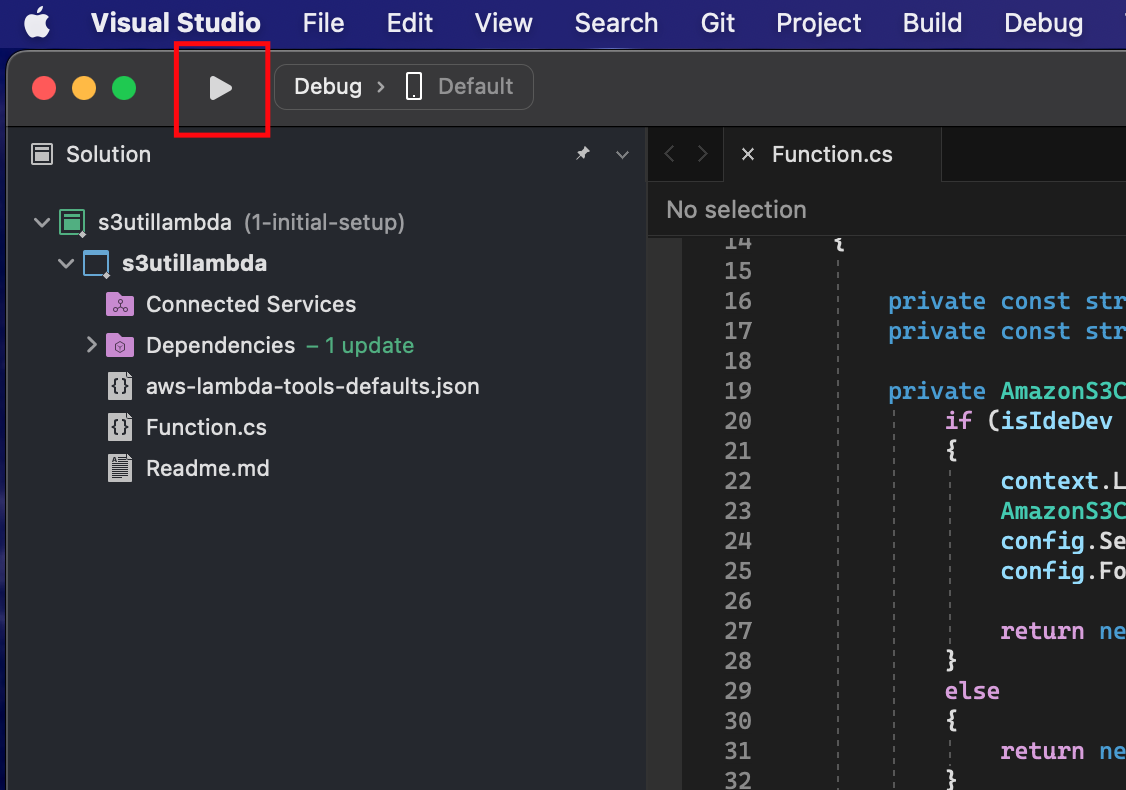 Visual Studio File Edit View Search Git Project Build Debug
Debug › Default
Solution
Function.cs
No selection
s3utillambda (1-initial-setup)
s3utillambda
Connected Services
Dependencies – 1 update
aws-lambda-tools-defaults.json
Function.cs
Readme.md
14 {
15
16 private const str
17 private const str
18
19 private AmazonS3C
20 if (isIdeDev
21 {
22 context.L
23 AmazonS3C
24 config.Se
25 config.Fo
26
27 return ne
28 }
29 else
30 {
31 return ne
32 }